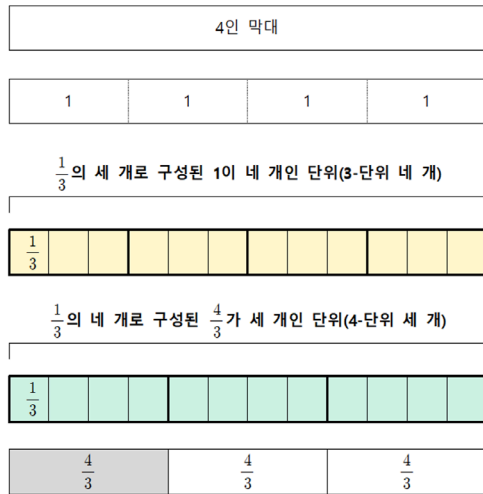 4인 막대
1 1 1 1
1/3의 세 개로 구성된 1이 네 개인 단위(3-단위 네 개)
1/3
1/3의 네 개로 구성된 4/3가 세 개인 단위(4-단위 세 개)
1/3
4/3 4/3 4/3